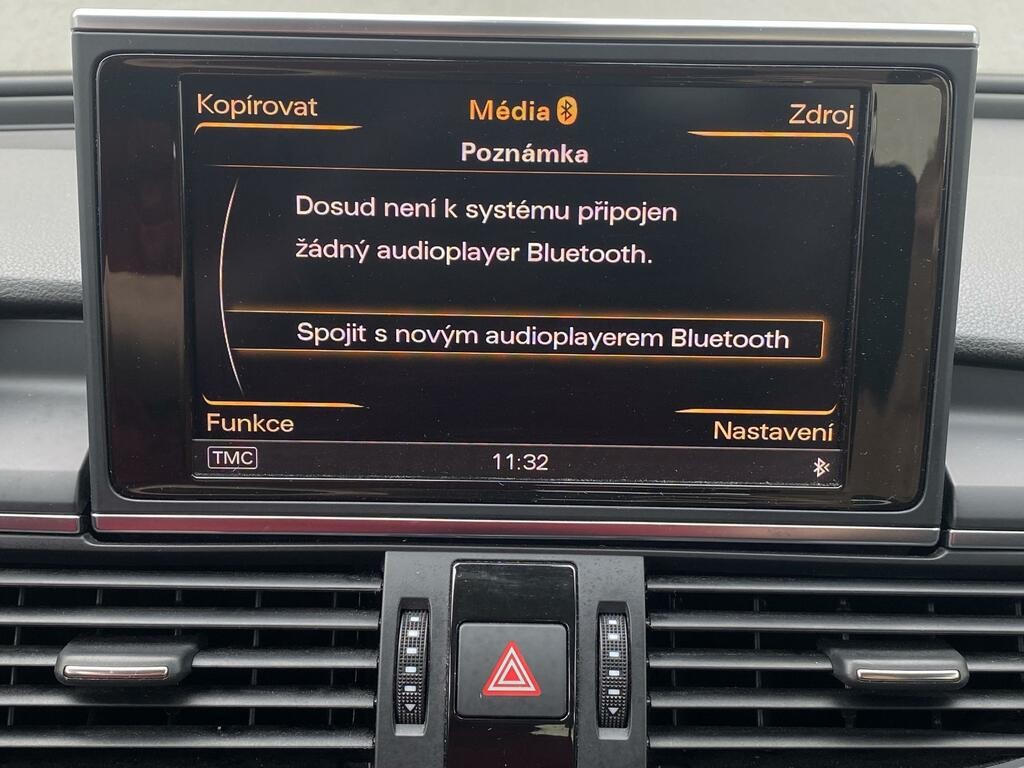 Kopírovat
Média
Zdroj
Poznámka
Dosud není k systému připojen
žádný audioplayer Bluetooth.
Spojit s novým audioplayerem Bluetooth
Funkce
Nastavení
TMC
11:32